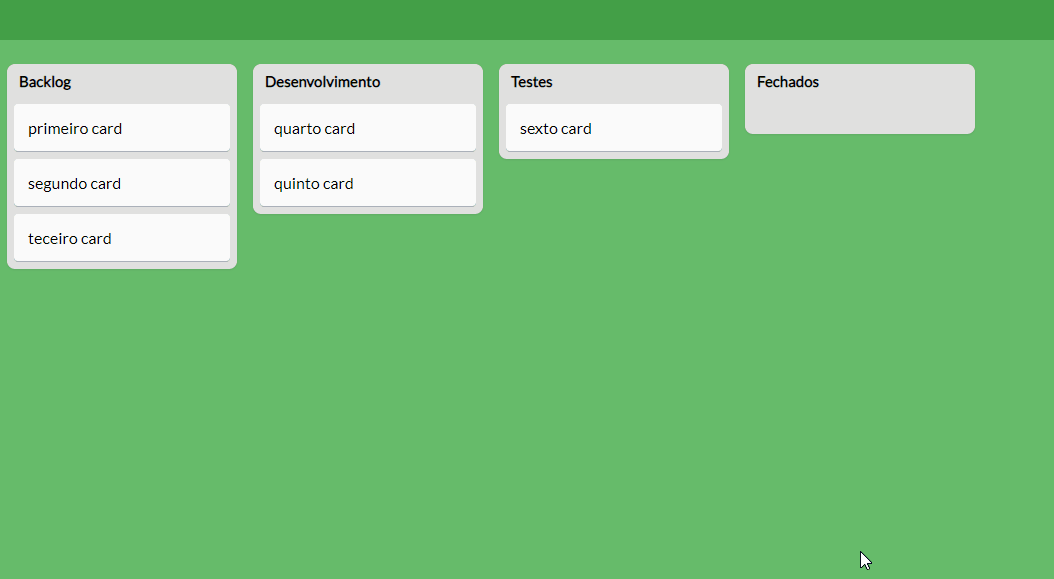 Backlog
primeiro card
segundo card
teceiro card
Desenvolvimento
quarto card
quinto card
Testes
sexto card
Fechados